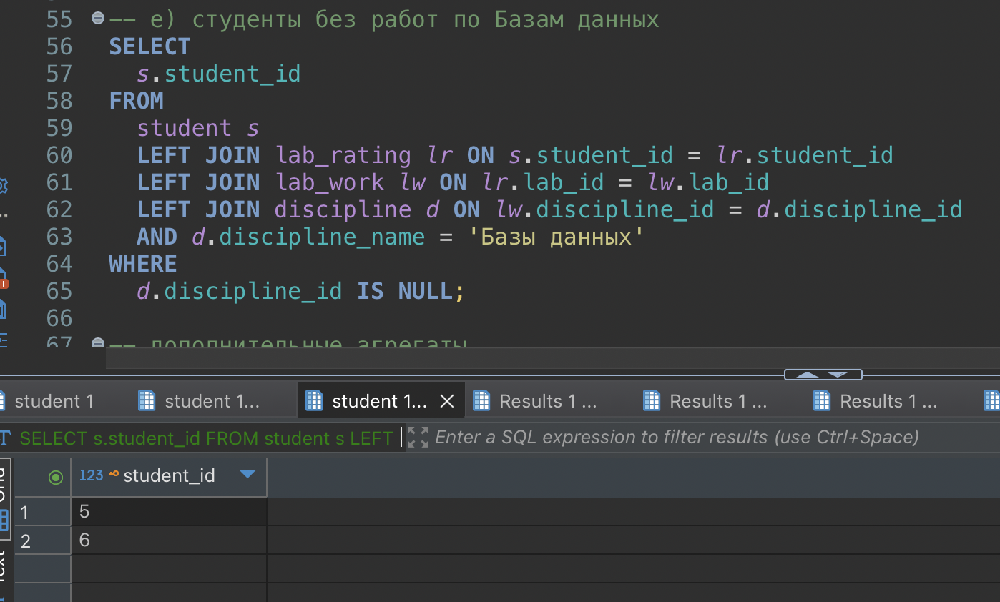 55 -- е) студенты без работ по Базам данных
56 SELECT
57 s.student_id
58 FROM
59 student s
60 LEFT JOIN lab_rating lr ON s.student_id = lr.student_id
61 LEFT JOIN lab_work lw ON lr.lab_id = lw.lab_id
62 LEFT JOIN discipline d ON lw.discipline_id = d.discipline_id
63 AND d.discipline_name = 'Базы данных'
64 WHERE
65 d.discipline_id IS NULL;
66
67 -- дополнительные агрегаты
student 1 student 1... student 1... Results 1 ... Results 1 ... Results 1 ...
SELECT s.student_id FROM student s LEFT Enter a SQL expression to filter results (use Ctrl+Space)
123 student_id
1 5
2 6